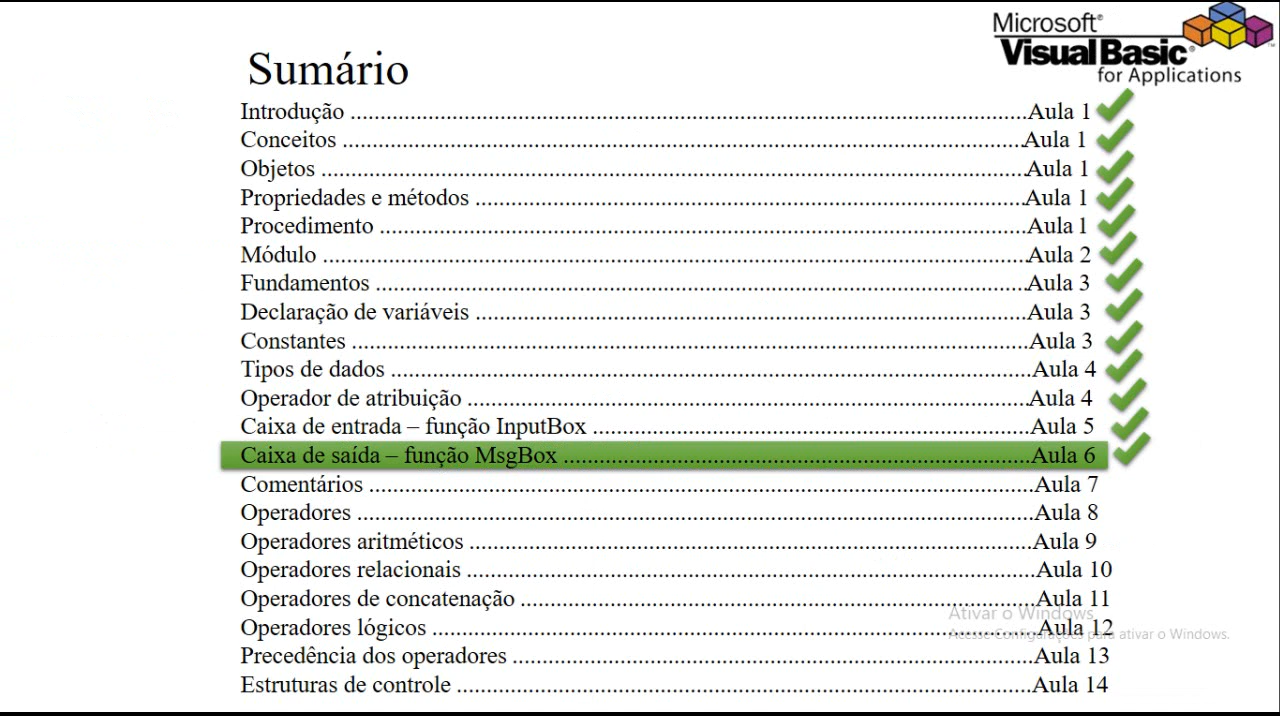 Microsoft®
Visual Basic®
for Applications
Sumário
Introdução ....................................................................................................................Aula 1
Conceitos .....................................................................................................................Aula 1
Objetos .........................................................................................................................Aula 1
Propriedades e métodos ..............................................................................................Aula 1
Procedimento ...............................................................................................................Aula 1
Módulo .........................................................................................................................Aula 2
Fundamentos ................................................................................................................Aula 3
Declaração de variáveis ..............................................................................................Aula 3
Constantes ....................................................................................................................Aula 3
Tipos de dados .............................................................................................................Aula 4
Operador de atribuição ................................................................................................Aula 4
Caixa de entrada – função InputBox ..........................................................................Aula 5
Caixa de saída – função MsgBox ...............................................................................Aula 6
Comentários .................................................................................................................Aula 7
Operadores ...................................................................................................................Aula 8
Operadores aritméticos ................................................................................................Aula 9
Operadores relacionais .................................................................................................Aula 10
Operadores de concatenação .......................................................................................Aula 11
Ativar o Windows
Operadores lógicos .......................................................................................................Aula 12
Acesse Configurações para ativar o Windows.
Precedência dos operadores .........................................................................................Aula 13
Estruturas de controle ..................................................................................................Aula 14